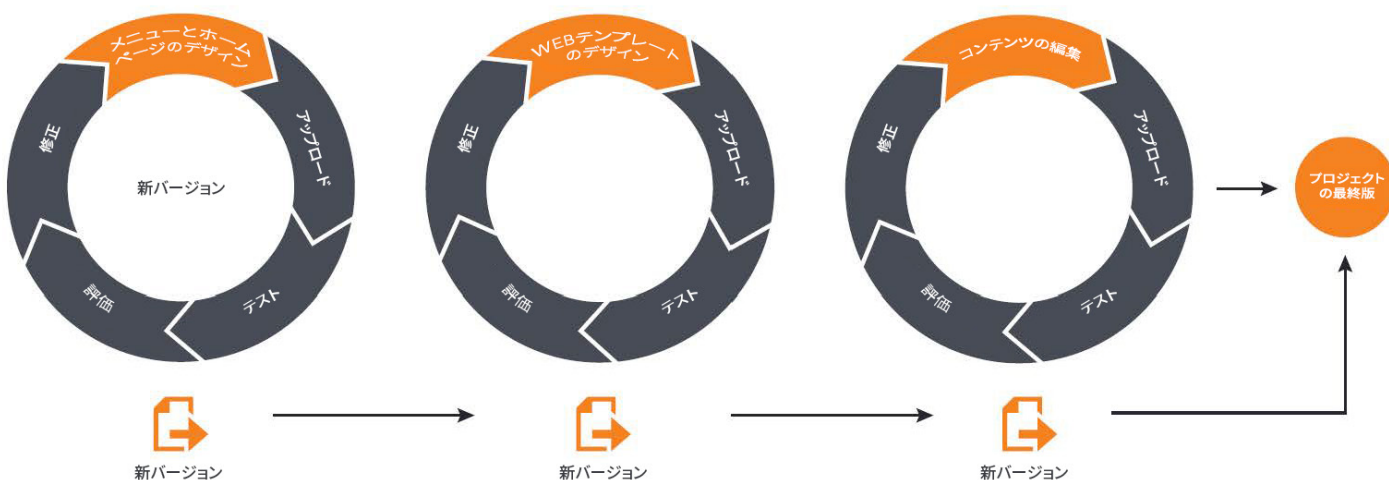 メニューとホーム
ページのデザイン
アップロード
テスト
評価
修正
新バージョン
WEBテンプレート
のデザイン
アップロード
テスト
評価
修正
コンテンツの編集
アップロード
テスト
評価
修正
プロジェクト
の最終版
新バージョン
新バージョン
新バージョン